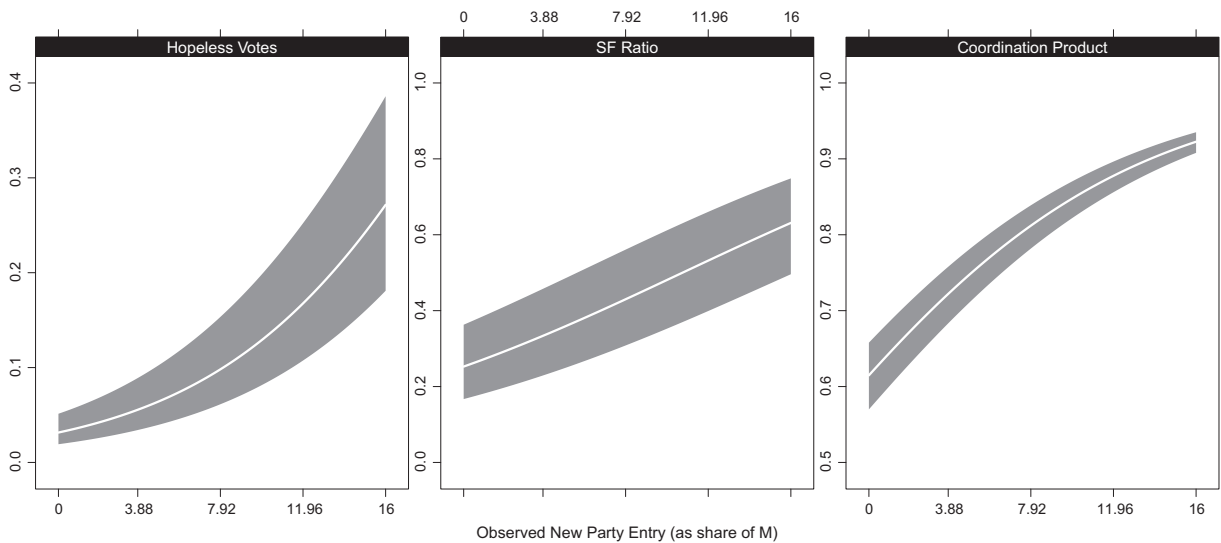 0 3.88 7.92 11.96 16
Hopeless Votes SF Ratio Coordination Product
0.4 1.0 1.0
0.3 0.8 0.9
0.2 0.6 0.8
0.1 0.4 0.7
0.0 0.2 0.6
0.0 0.5
0 3.88 7.92 11.96 16 0 3.88 7.92 11.96 16
Observed New Party Entry (as share of M)